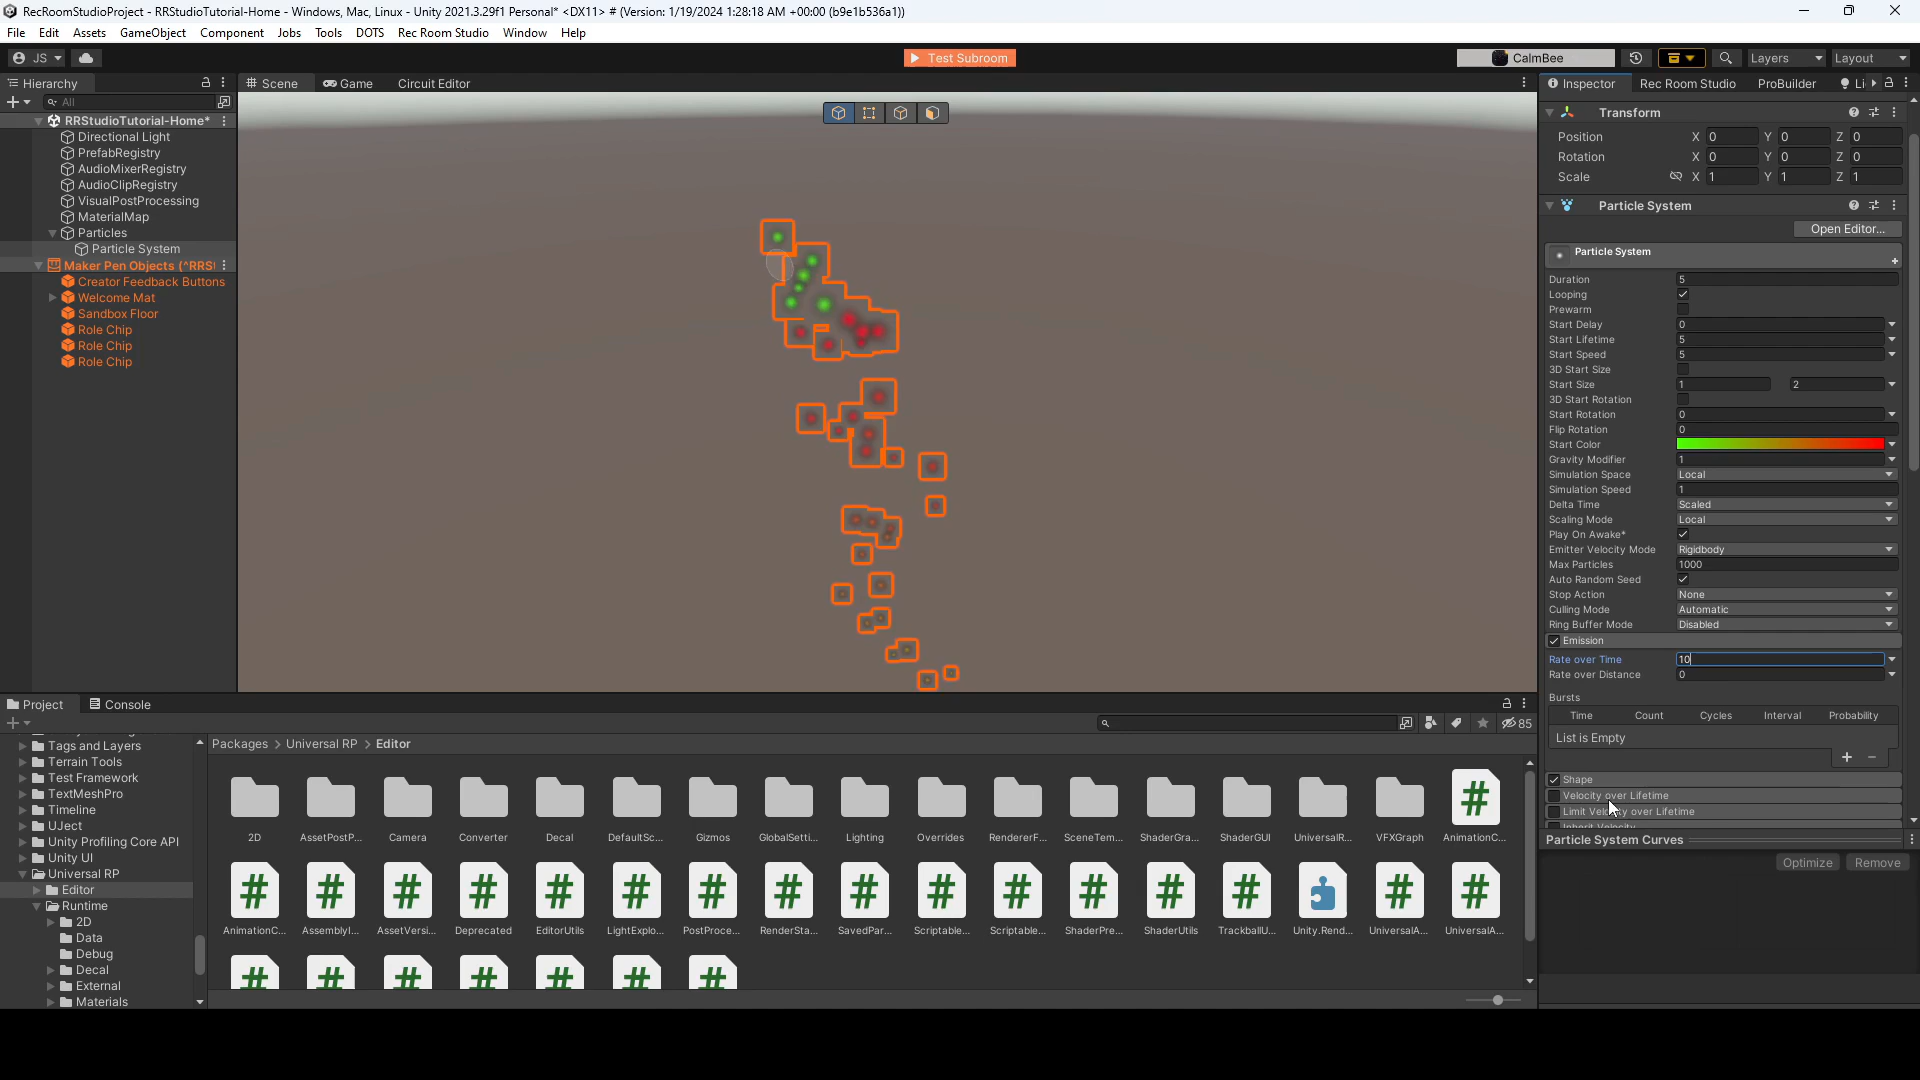 RecRoomStudioProject - RRStudioTutorial-Home - Windows, Mac, Linux - Unity 2021.3.29f1 Personal* <DX11> # (Version: 1/19/2024 1:28:18 AM +00:00 (b9e1b536a1))
File Edit Assets GameObject Component Jobs Tools DOTS Rec Room Studio Window Help
JS Test Subroom CalmBee Layers Layout
Hierarchy Scene Game Circuit Editor Inspector Rec Room Studio ProBuilder Li
All
RRStudioTutorial-Home*
Directional Light
PrefabRegistry
AudioMixerRegistry
AudioClipRegistry
VisualPostProcessing
MaterialMap
Particles
Particle System
Maker Pen Objects (^RRS
Creator Feedback Buttons
Welcome Mat
Sandbox Floor
Role Chip
Role Chip
Role Chip
Transform
Position X 0 Y 0 Z 0
Rotation X 0 Y 0 Z 0
Scale X 1 Y 1 Z 1
Particle System
Open Editor...
Particle System
Duration 5
Looping
Prewarm
Start Delay 0
Start Lifetime 5
Start Speed 5
3D Start Size
Start Size 1 2
3D Start Rotation
Start Rotation 0
Flip Rotation 0
Start Color
Gravity Modifier 1
Simulation Space Local
Simulation Speed 1
Delta Time Scaled
Scaling Mode Local
Play On Awake*
Emitter Velocity Mode Rigidbody
Max Particles 1000
Auto Random Seed
Stop Action None
Culling Mode Automatic
Ring Buffer Mode Disabled
Emission
Rate over Time 10
Rate over Distance 0
Bursts
Time Count Cycles Interval Probability
List is Empty
Shape
Velocity over Lifetime
Limit Velocity over Lifetime
Inherit Velocity
Particle System Curves
Optimize Remove
Project Console
85
Tags and Layers
Terrain Tools
Test Framework
TextMeshPro
Timeline
UJect
Unity Profiling Core API
Unity UI
Universal RP
Editor
Runtime
2D
Data
Debug
Decal
External
Materials
Packages > Universal RP > Editor
2D AssetPostP... Camera Converter Decal DefaultSc... Gizmos GlobalSetti... Lighting Overrides RendererF... SceneTem... ShaderGra... ShaderGUI UniversalR... VFXGraph AnimationC...
AnimationC... AssemblyI... AssetVersi... Deprecated EditorUtils LightExplo... PostProce... RenderSta... SavedPar... Scriptable... Scriptable... ShaderPre... ShaderUtils TrackballU... Unity.Rend... UniversalA... UniversalA...